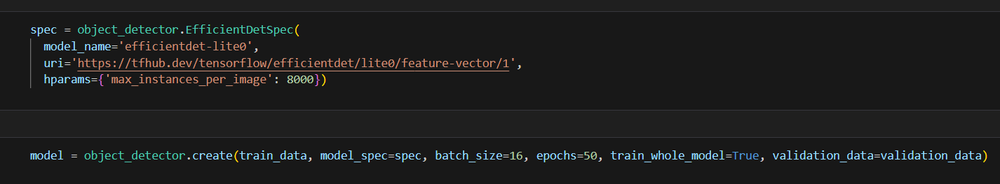 spec = object_detector.EfficientDetSpec(
  model_name='efficientdet-lite0',
  uri='https://tfhub.dev/tensorflow/efficientdet/lite0/feature-vector/1',
  hparams={'max_instances_per_image': 8000})
model = object_detector.create(train_data, model_spec=spec, batch_size=16, epochs=50, train_whole_model=True, validation_data=validation_data)